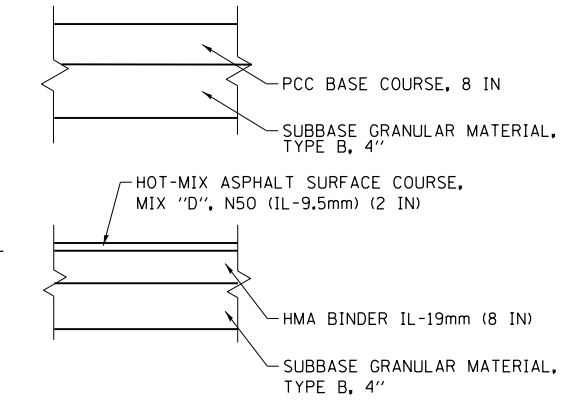 PCC BASE COURSE, 8 IN
SUBBASE GRANULAR MATERIAL,
TYPE B, 4''
HOT-MIX ASPHALT SURFACE COURSE,
MIX "D", N50 (IL-9.5mm) (2 IN)
HMA BINDER IL-19mm (8 IN)
SUBBASE GRANULAR MATERIAL,
TYPE B, 4''